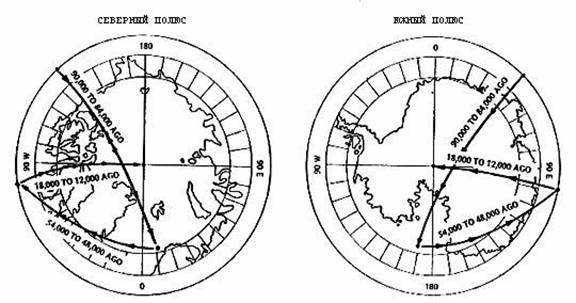 СЕВЕРНЫЙ ПОЛЮС
180
90,000 TO 84,000 AGO
90 W
90 E
18,000 TO 12,000 AGO
54,000 TO 48,000 AGO
0
ЮЖНЫЙ ПОЛЮС
0
90,000 TO 84,000 AGO
90 W
90 E
18,000 TO 12,000 AGO
54,000 TO 48,000 AGO
180